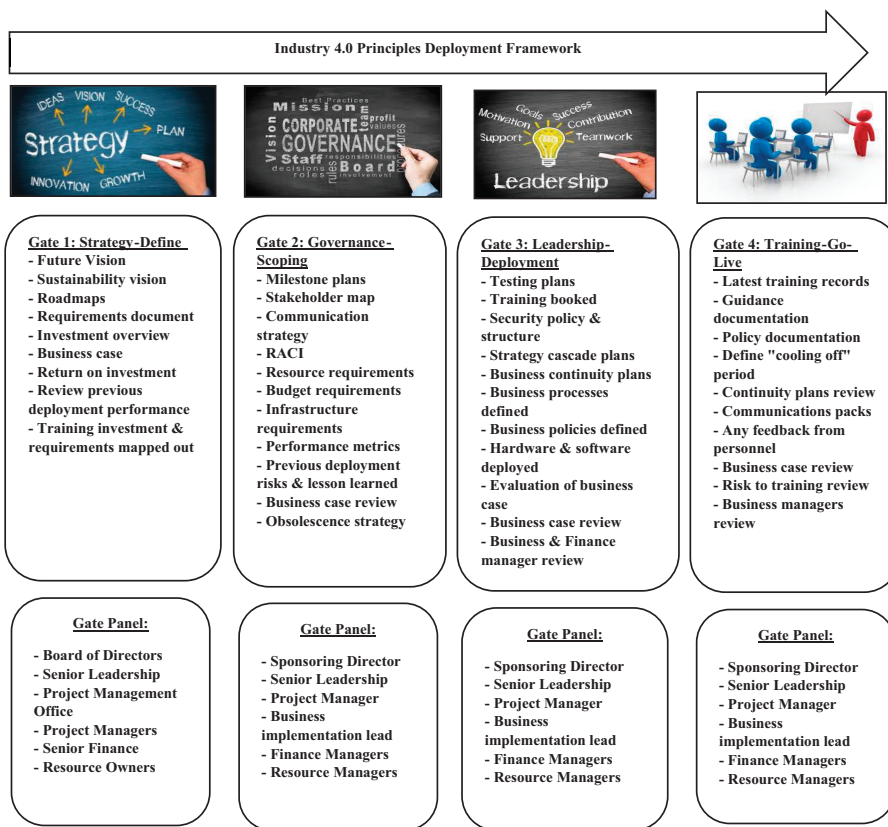 Industry 4.0 Principles Deployment Framework
IDEAS VISION SUCCESS
Strategy PLAN
INNOVATION GROWTH
Best Practices
Mission team profit
Vision CORPORATE values
GOVERNANCE
Staff responsibilities
decisions rules Board
roles involvement
Goals Success
Motivation Contribution
Support Teamwork
Leadership
Gate 1: Strategy-Define
- Future Vision
- Sustainability vision
- Roadmaps
- Requirements document
- Investment overview
- Business case
- Return on investment
- Review previous
deployment performance
- Training investment &
requirements mapped out
Gate 2: Governance-
Scoping
- Milestone plans
- Stakeholder map
- Communication
strategy
- RACI
- Resource requirements
- Budget requirements
- Infrastructure
requirements
- Performance metrics
- Previous deployment
risks & lesson learned
- Business case review
- Obsolescence strategy
Gate 3: Leadership-
Deployment
- Testing plans
- Training booked
- Security policy &
structure
- Strategy cascade plans
- Business continuity plans
- Business processes
defined
- Business policies defined
- Hardware & software
deployed
- Evaluation of business
case
- Business case review
- Business & Finance
manager review
Gate 4: Training-Go-
Live
- Latest training records
- Guidance
documentation
- Policy documentation
- Define "cooling off"
period
- Continuity plans review
- Communications packs
- Any feedback from
personnel
- Business case review
- Risk to training review
- Business managers
review
Gate Panel:
- Board of Directors
- Senior Leadership
- Project Management
Office
- Project Managers
- Senior Finance
- Resource Owners
Gate Panel:
- Sponsoring Director
- Senior Leadership
- Project Manager
- Business
implementation lead
- Finance Managers
- Resource Managers
Gate Panel:
- Sponsoring Director
- Senior Leadership
- Project Manager
- Business
implementation lead
- Finance Managers
- Resource Managers
Gate Panel:
- Sponsoring Director
- Senior Leadership
- Project Manager
- Business
implementation lead
- Finance Managers
- Resource Managers